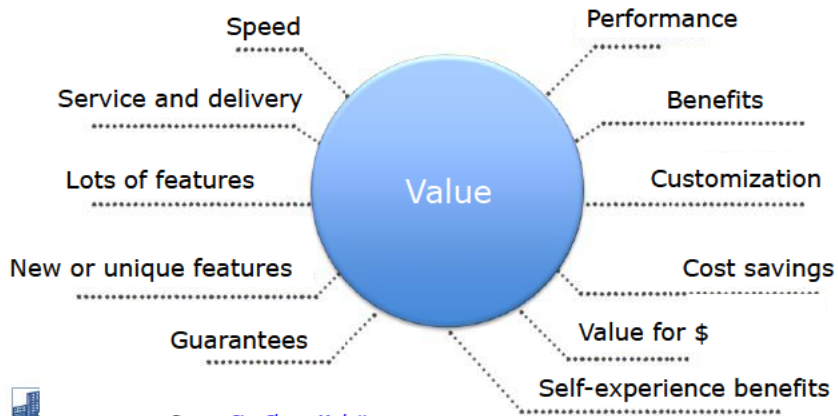 Speed
Performance
Service and delivery
Benefits
Lots of features
Customization
Value
New or unique features
Cost savings
Guarantees
Value for $
Self-experience benefits